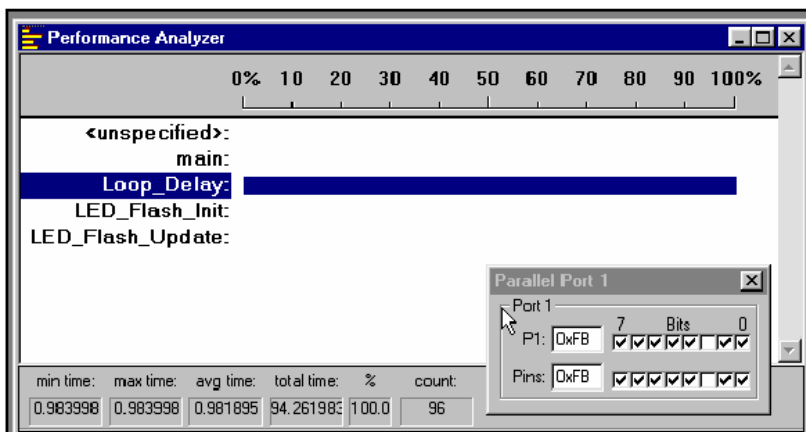 Performance Analyzer
0% 10 20 30 40 50 60 70 80 90 100%
<unspecified>:
main:
Loop_Delay:
LED_Flash_Init:
LED_Flash_Update:
Parallel Port 1
Port 1
7 Bits 0
P1: 0xFB
Pins: 0xFB
min time: max time: avg time: total time: % count:
0.983998 0.983998 0.981895 94.261983 100.0 96